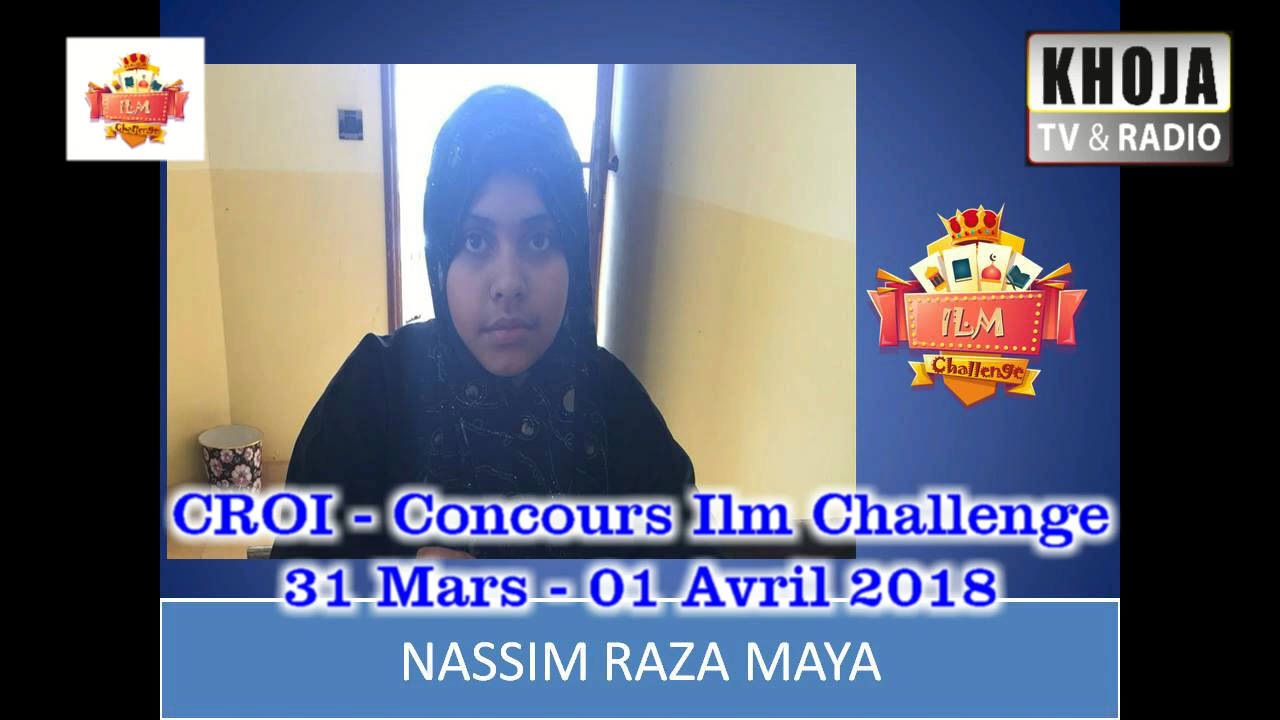 ILM
Challenge
KHOJA
TV & RADIO
ILM
Challenge
CROI - Concours Ilm Challenge
31 Mars - 01 Avril 2018
NASSIM RAZA MAYA